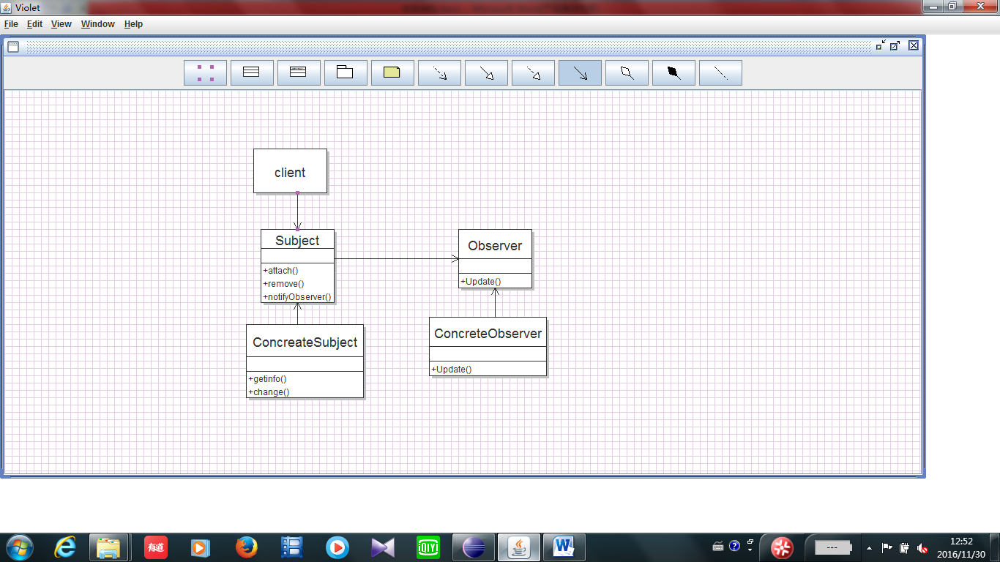 Violet
File Edit View Window Help
client
Subject
+attach()
+remove()
+notifyObserver()
Observer
+Update()
ConcreateSubject
+getinfo()
+change()
ConcreteObserver
+Update()
有道
iQIYI
W
---
12:52
2016/11/30